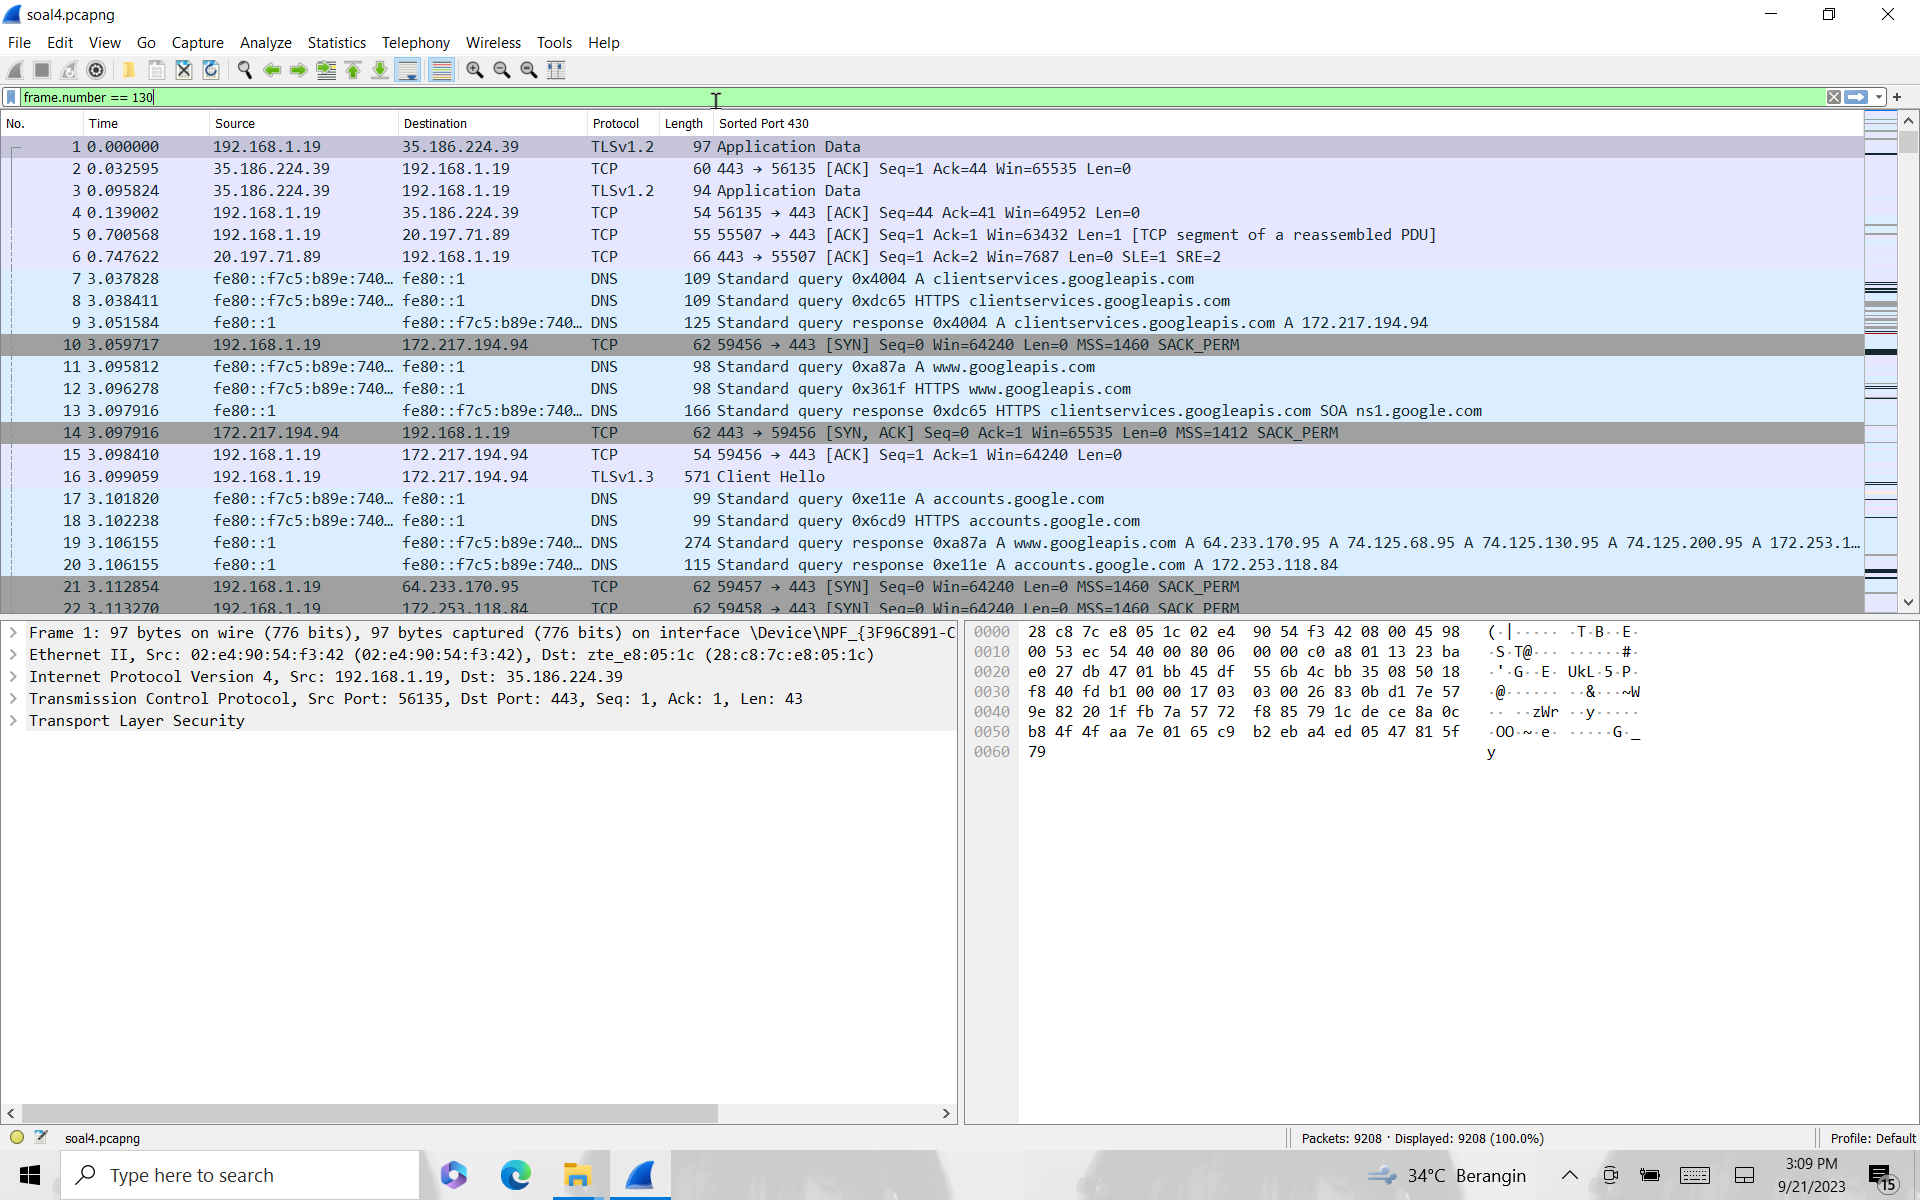 soal4.pcapng
File Edit View Go Capture Analyze Statistics Telephony Wireless Tools Help
frame.number == 130
No. Time Source Destination Protocol Length Sorted Port 430
1 0.000000 192.168.1.19 35.186.224.39 TLSv1.2 97 Application Data
2 0.032595 35.186.224.39 192.168.1.19 TCP 60 443 → 56135 [ACK] Seq=1 Ack=44 Win=65535 Len=0
3 0.095824 35.186.224.39 192.168.1.19 TLSv1.2 94 Application Data
4 0.139002 192.168.1.19 35.186.224.39 TCP 54 56135 → 443 [ACK] Seq=44 Ack=41 Win=64952 Len=0
5 0.700568 192.168.1.19 20.197.71.89 TCP 55 55507 → 443 [ACK] Seq=1 Ack=1 Win=63432 Len=1 [TCP segment of a reassembled PDU]
6 0.747622 20.197.71.89 192.168.1.19 TCP 66 443 → 55507 [ACK] Seq=1 Ack=2 Win=7687 Len=0 SLE=1 SRE=2
7 3.037828 fe80::f7c5:b89e:740… fe80::1 DNS 109 Standard query 0x4004 A clientservices.googleapis.com
8 3.038411 fe80::f7c5:b89e:740… fe80::1 DNS 109 Standard query 0xdc65 HTTPS clientservices.googleapis.com
9 3.051584 fe80::1 fe80::f7c5:b89e:740… DNS 125 Standard query response 0x4004 A clientservices.googleapis.com A 172.217.194.94
10 3.059717 192.168.1.19 172.217.194.94 TCP 62 59456 → 443 [SYN] Seq=0 Win=64240 Len=0 MSS=1460 SACK_PERM
11 3.095812 fe80::f7c5:b89e:740… fe80::1 DNS 98 Standard query 0xa87a A www.googleapis.com
12 3.096278 fe80::f7c5:b89e:740… fe80::1 DNS 98 Standard query 0x361f HTTPS www.googleapis.com
13 3.097916 fe80::1 fe80::f7c5:b89e:740… DNS 166 Standard query response 0xdc65 HTTPS clientservices.googleapis.com SOA ns1.google.com
14 3.097916 172.217.194.94 192.168.1.19 TCP 62 443 → 59456 [SYN, ACK] Seq=0 Ack=1 Win=65535 Len=0 MSS=1412 SACK_PERM
15 3.098410 192.168.1.19 172.217.194.94 TCP 54 59456 → 443 [ACK] Seq=1 Ack=1 Win=64240 Len=0
16 3.099059 192.168.1.19 172.217.194.94 TLSv1.3 571 Client Hello
17 3.101820 fe80::f7c5:b89e:740… fe80::1 DNS 99 Standard query 0xe11e A accounts.google.com
18 3.102238 fe80::f7c5:b89e:740… fe80::1 DNS 99 Standard query 0x6cd9 HTTPS accounts.google.com
19 3.106155 fe80::1 fe80::f7c5:b89e:740… DNS 274 Standard query response 0xa87a A www.googleapis.com A 64.233.170.95 A 74.125.68.95 A 74.125.130.95 A 74.125.200.95 A 172.253.1…
20 3.106155 fe80::1 fe80::f7c5:b89e:740… DNS 115 Standard query response 0xe11e A accounts.google.com A 172.253.118.84
21 3.112854 192.168.1.19 64.233.170.95 TCP 62 59457 → 443 [SYN] Seq=0 Win=64240 Len=0 MSS=1460 SACK_PERM
22 3.113270 192.168.1.19 172.253.118.84 TCP 62 59458 → 443 [SYN] Seq=0 Win=64240 Len=0 MSS=1460 SACK_PERM
Frame 1: 97 bytes on wire (776 bits), 97 bytes captured (776 bits) on interface \Device\NPF_{3F96C891-C
Ethernet II, Src: 02:e4:90:54:f3:42 (02:e4:90:54:f3:42), Dst: zte_e8:05:1c (28:c8:7c:e8:05:1c)
Internet Protocol Version 4, Src: 192.168.1.19, Dst: 35.186.224.39
Transmission Control Protocol, Src Port: 56135, Dst Port: 443, Seq: 1, Ack: 1, Len: 43
Transport Layer Security
0000 28 c8 7c e8 05 1c 02 e4 90 54 f3 42 08 00 45 98 (·|····· ·T·B··E·
0010 00 53 ec 54 40 00 80 06 00 00 c0 a8 01 13 23 ba ·S·T@··· ······#·
0020 e0 27 db 47 01 bb 45 df 55 6b 4c bb 35 08 50 18 ·'·G··E· UkL·5·P·
0030 f8 40 fd b1 00 00 17 03 03 00 26 83 0b d1 7e 57 ·@······ ··&···~W
0040 9e 82 20 1f fb 7a 57 72 f8 85 79 1c de ce 8a 0c ·· ··zWr ··y·····
0050 b8 4f 4f aa 7e 01 65 c9 b2 eb a4 ed 05 47 81 5f ·OO·~·e· ·····G·_
0060 79 y
soal4.pcapng Packets: 9208 · Displayed: 9208 (100.0%) Profile: Default
Type here to search 34°C Berangin 3:09 PM
9/21/2023 15